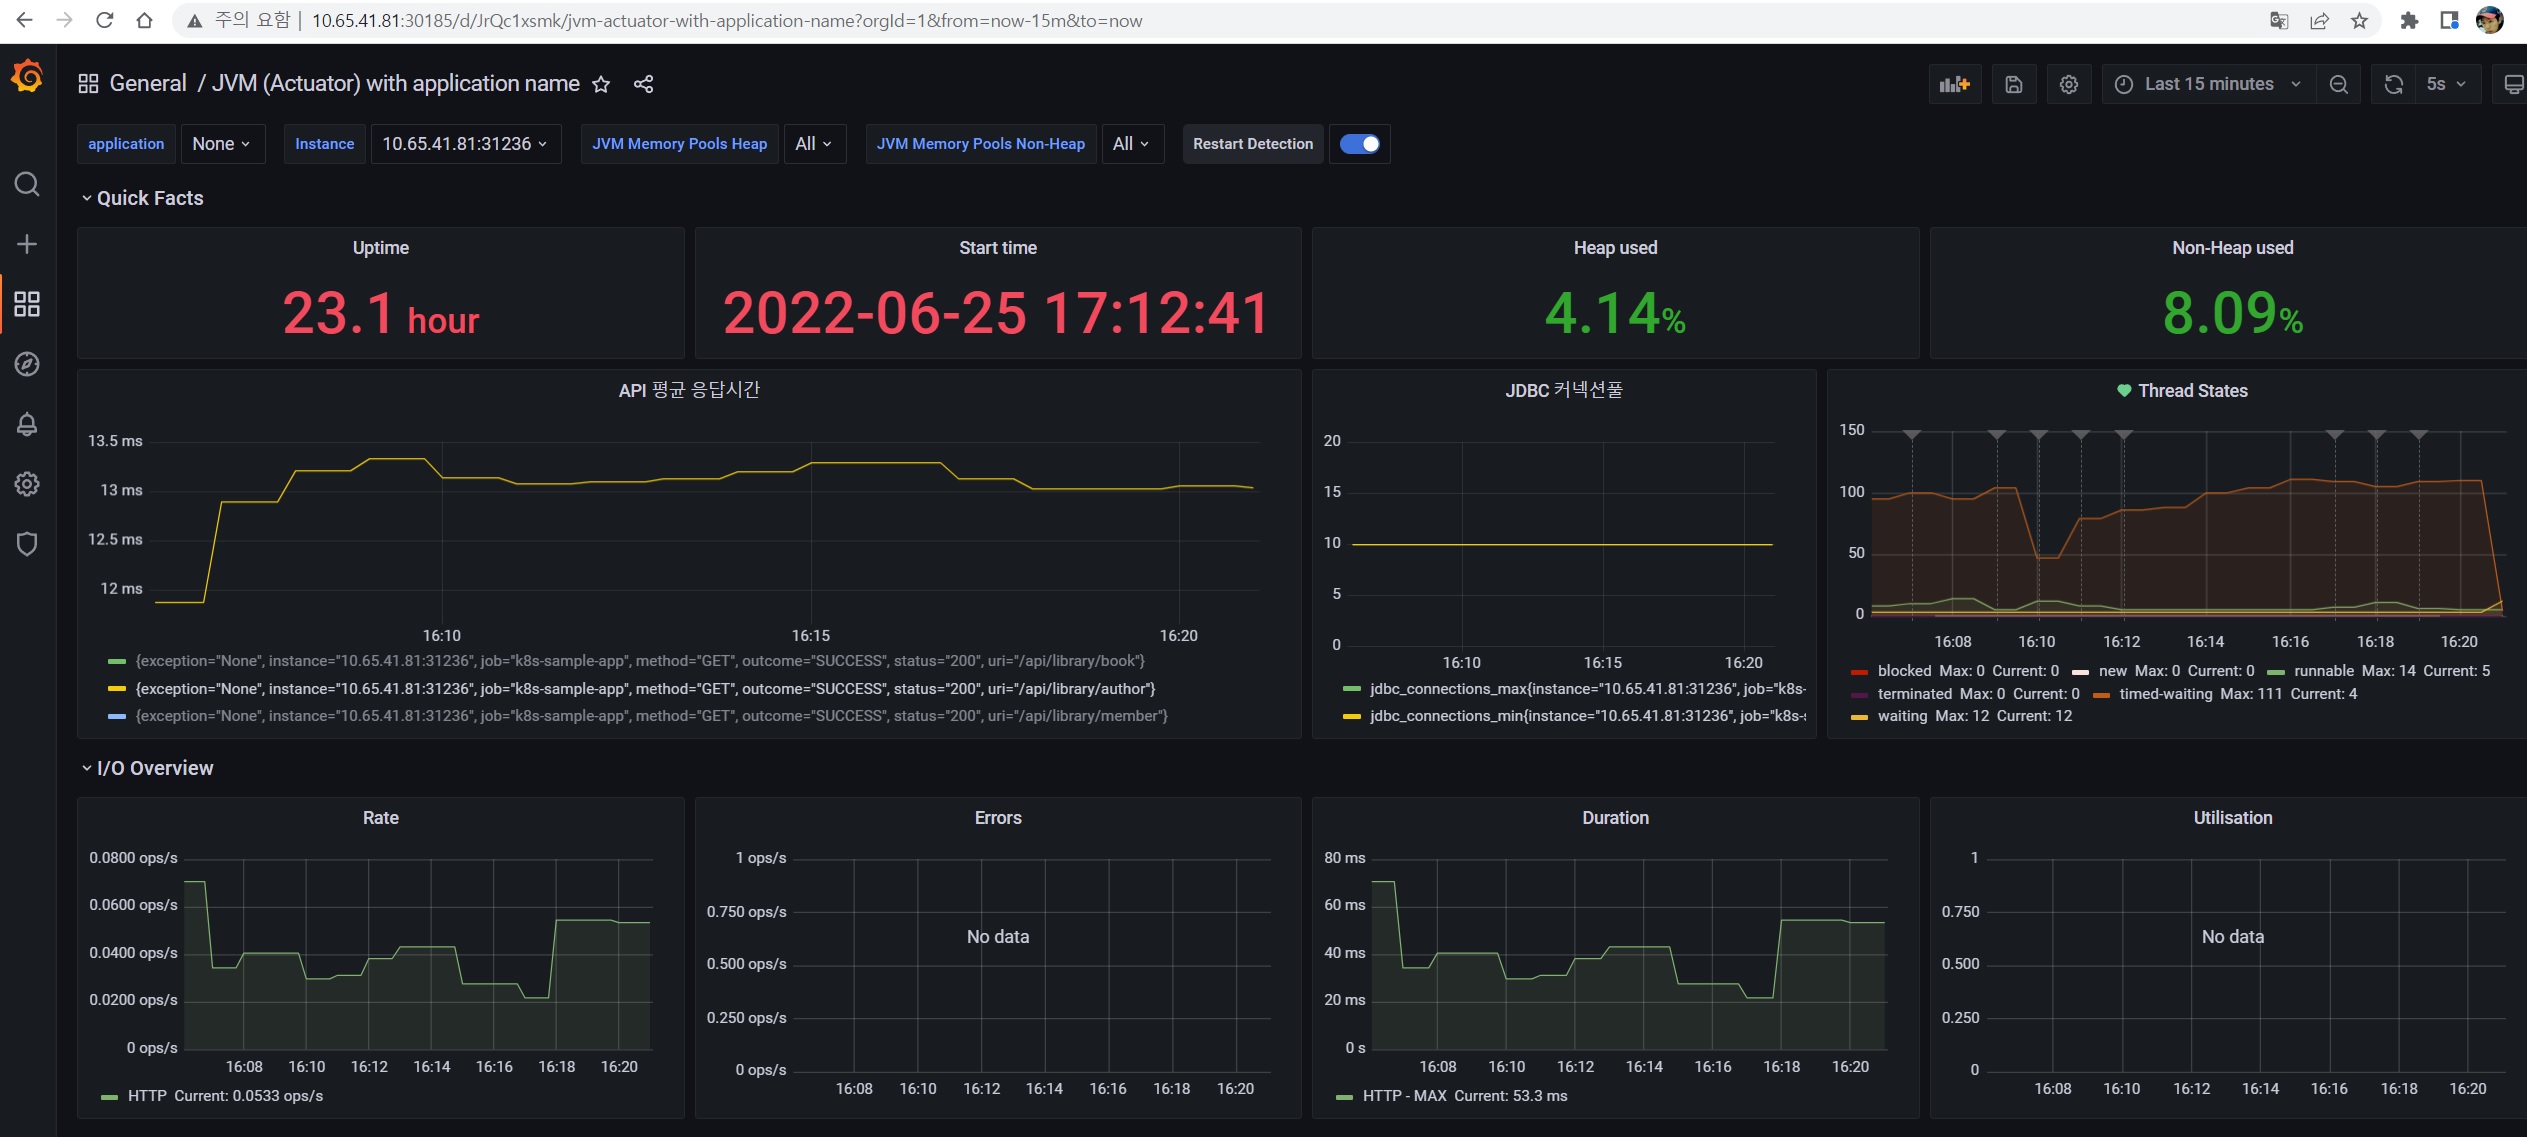 주의 요함 | 10.65.41.81:30185/d/JrQc1xsmk/jvm-actuator-with-application-name?orgId=1&from=now-15m&to=now
General / JVM (Actuator) with application name
Last 15 minutes
5s
application None Instance 10.65.41.81:31236 JVM Memory Pools Heap All JVM Memory Pools Non-Heap All Restart Detection
Quick Facts
Uptime
23.1 hour
Start time
2022-06-25 17:12:41
Heap used
4.14%
Non-Heap used
8.09%
API 평균 응답시간
13.5 ms
13 ms
12.5 ms
12 ms
16:10 16:15 16:20
{exception="None", instance="10.65.41.81:31236", job="k8s-sample-app", method="GET", outcome="SUCCESS", status="200", uri="/api/library/book"}
{exception="None", instance="10.65.41.81:31236", job="k8s-sample-app", method="GET", outcome="SUCCESS", status="200", uri="/api/library/author"}
{exception="None", instance="10.65.41.81:31236", job="k8s-sample-app", method="GET", outcome="SUCCESS", status="200", uri="/api/library/member"}
JDBC 커넥션풀
20
15
10
5
0
16:10 16:15 16:20
jdbc_connections_max{instance="10.65.41.81:31236", job="k8s-
jdbc_connections_min{instance="10.65.41.81:31236", job="k8s-
Thread States
150
100
50
0
16:08 16:10 16:12 16:14 16:16 16:18 16:20
blocked Max: 0 Current: 0 new Max: 0 Current: 0 runnable Max: 14 Current: 5
terminated Max: 0 Current: 0 timed-waiting Max: 111 Current: 4
waiting Max: 12 Current: 12
I/O Overview
Rate
0.0800 ops/s
0.0600 ops/s
0.0400 ops/s
0.0200 ops/s
0 ops/s
16:08 16:10 16:12 16:14 16:16 16:18 16:20
HTTP Current: 0.0533 ops/s
Errors
1 ops/s
0.750 ops/s
0.500 ops/s
0.250 ops/s
0 ops/s
No data
16:08 16:10 16:12 16:14 16:16 16:18 16:20
Duration
80 ms
60 ms
40 ms
20 ms
0 s
16:08 16:10 16:12 16:14 16:16 16:18 16:20
HTTP - MAX Current: 53.3 ms
Utilisation
1
0.750
0.500
0.250
0
No data
16:08 16:10 16:12 16:14 16:16 16:18 16:20